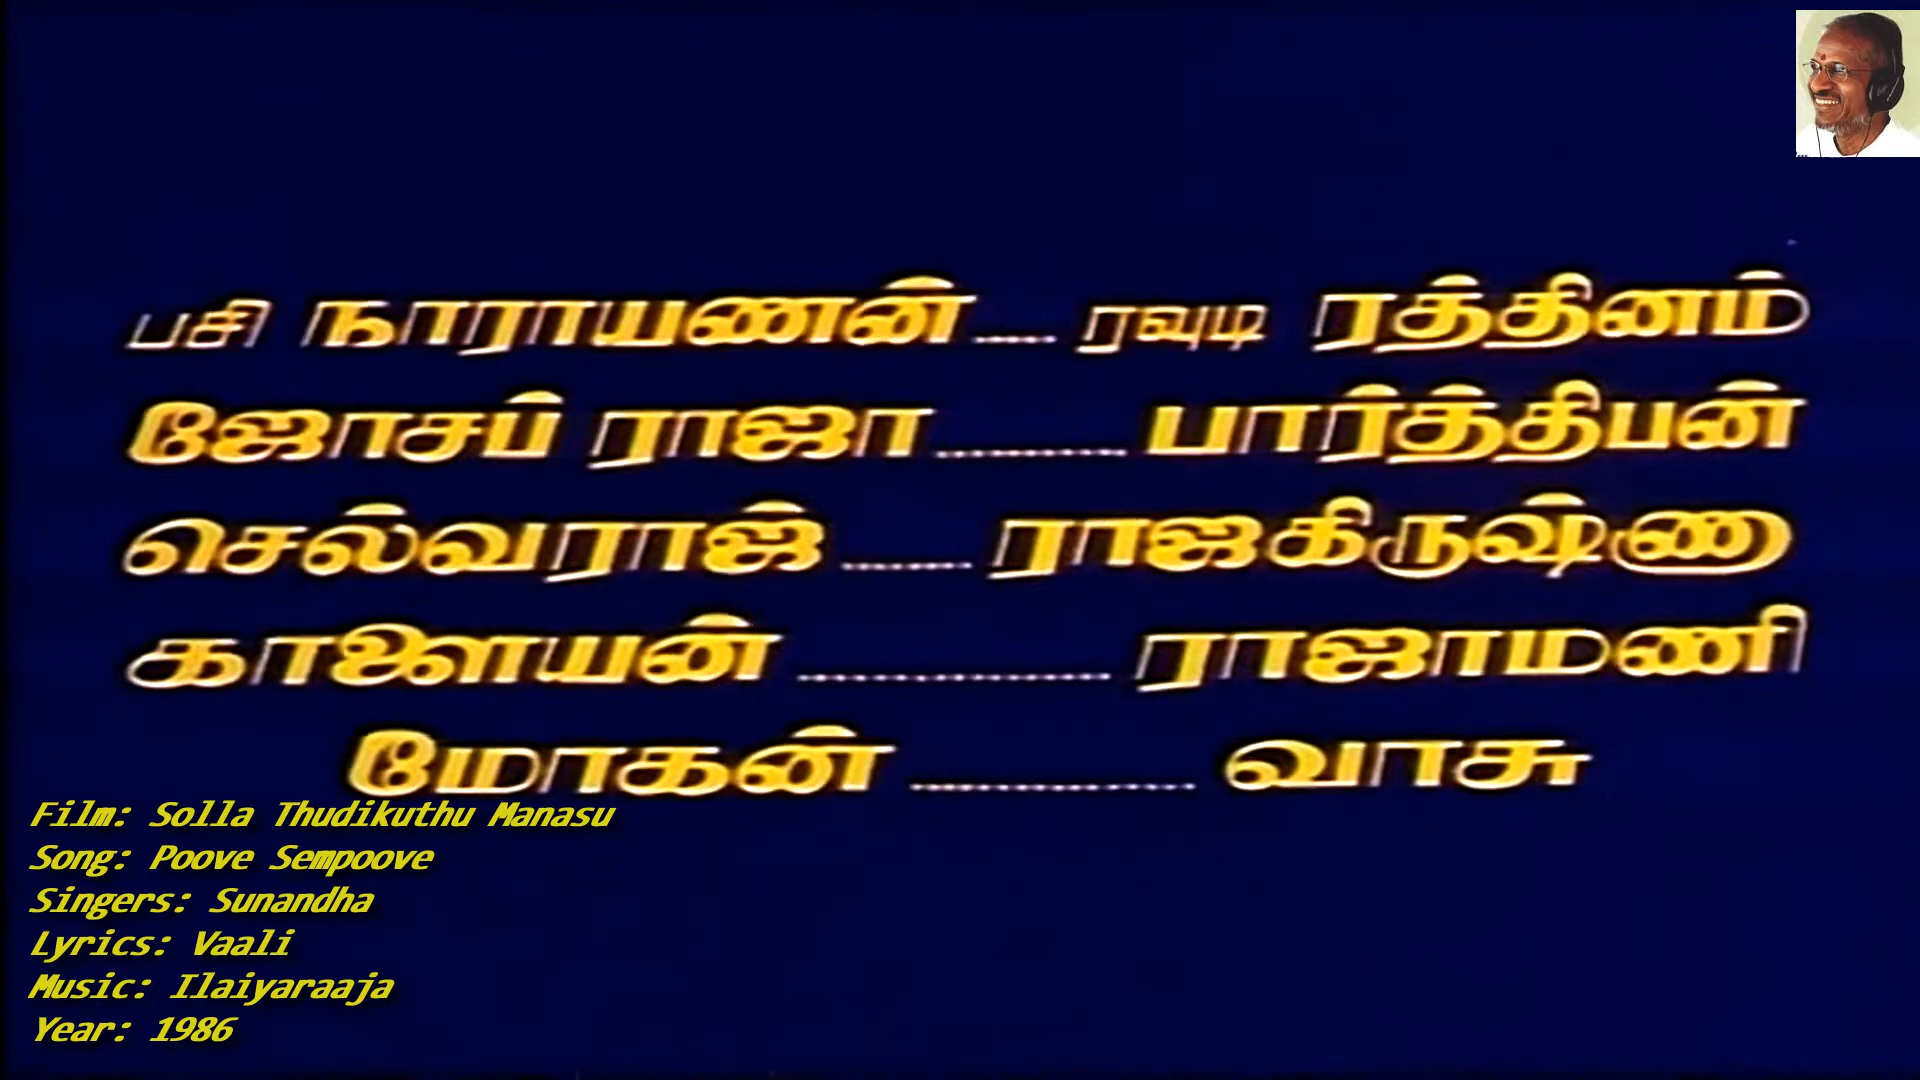 பசி நாராயணன் .... ரவுடி ரத்தினம்
ஜோசப் ராஜா ........ பார்த்திபன்
செல்வராஜ் ...... ராஜகிருஷ்ணா
காளையன் .............. ராஜாமணி
மோகன் ............. வாசு
Film: Solla Thudikuthu Manasu
Song: Poove Sempoove
Singers: Sunandha
Lyrics: Vaali
Music: Ilaiyaraaja
Year: 1986